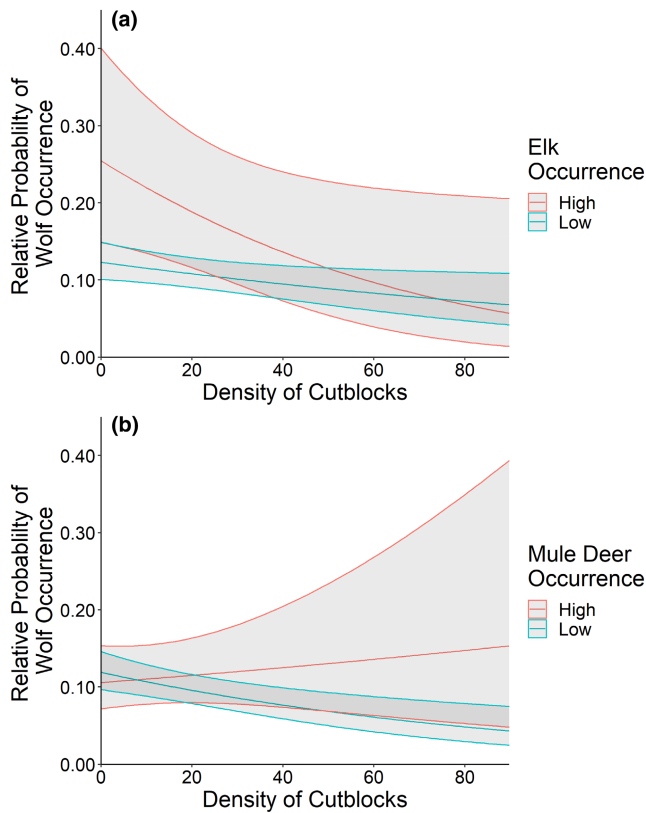 (a)
Relative Probablilty of
Wolf Occurrence
0.40
0.30
0.20
0.10
0.00
0 20 40 60 80
Density of Cutblocks
Elk
Occurrence
High
Low
(b)
Relative Probablilty of
Wolf Occurrence
0.40
0.30
0.20
0.10
0.00
0 20 40 60 80
Density of Cutblocks
Mule Deer
Occurrence
High
Low